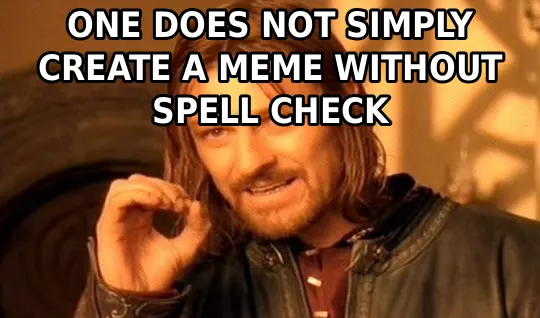 ONE DOES NOT SIMPLY
CREATE A MEME WITHOUT
SPELL CHECK